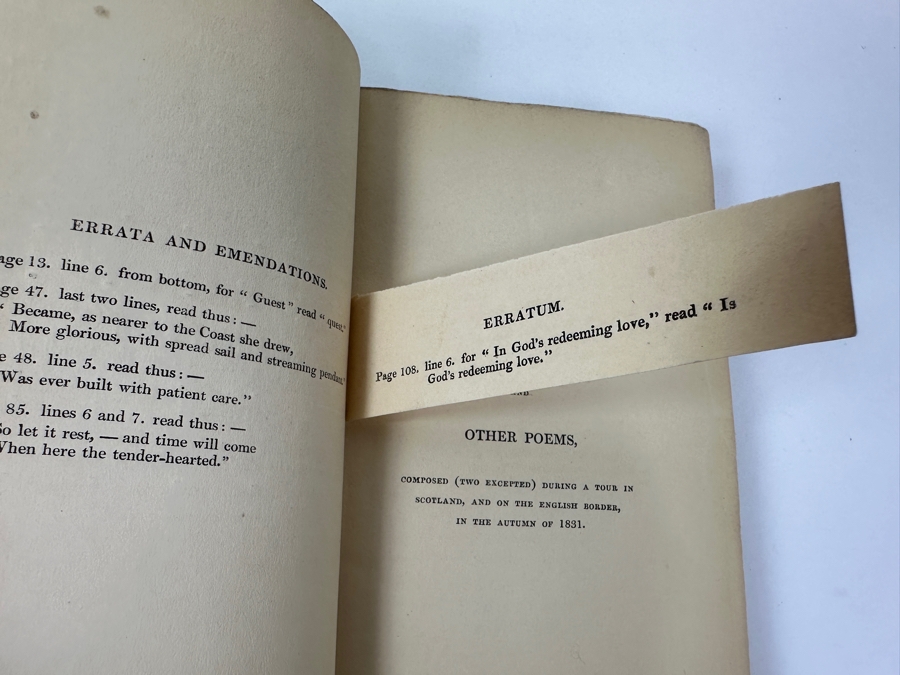 ERRATA AND EMENDATIONS.
age 13. line 6. from bottom, for “ Guest” read “ quest.”
ge 47. last two lines, read thus : —
“ Became, as nearer to the Coast she drew,
More glorious, with spread sail and streaming pendant.”
e 48. line 5. read thus : —
Was ever built with patient care.”
85. lines 6 and 7. read thus : —
So let it rest, — and time will come
When here the tender-hearted.”
ERRATUM.
Page 108. line 6. for “ In God's redeeming love,” read “ Is
God's redeeming love.”
AND
OTHER POEMS,
COMPOSED (TWO EXCEPTED) DURING A TOUR IN
SCOTLAND, AND ON THE ENGLISH BORDER,
IN THE AUTUMN OF 1831.